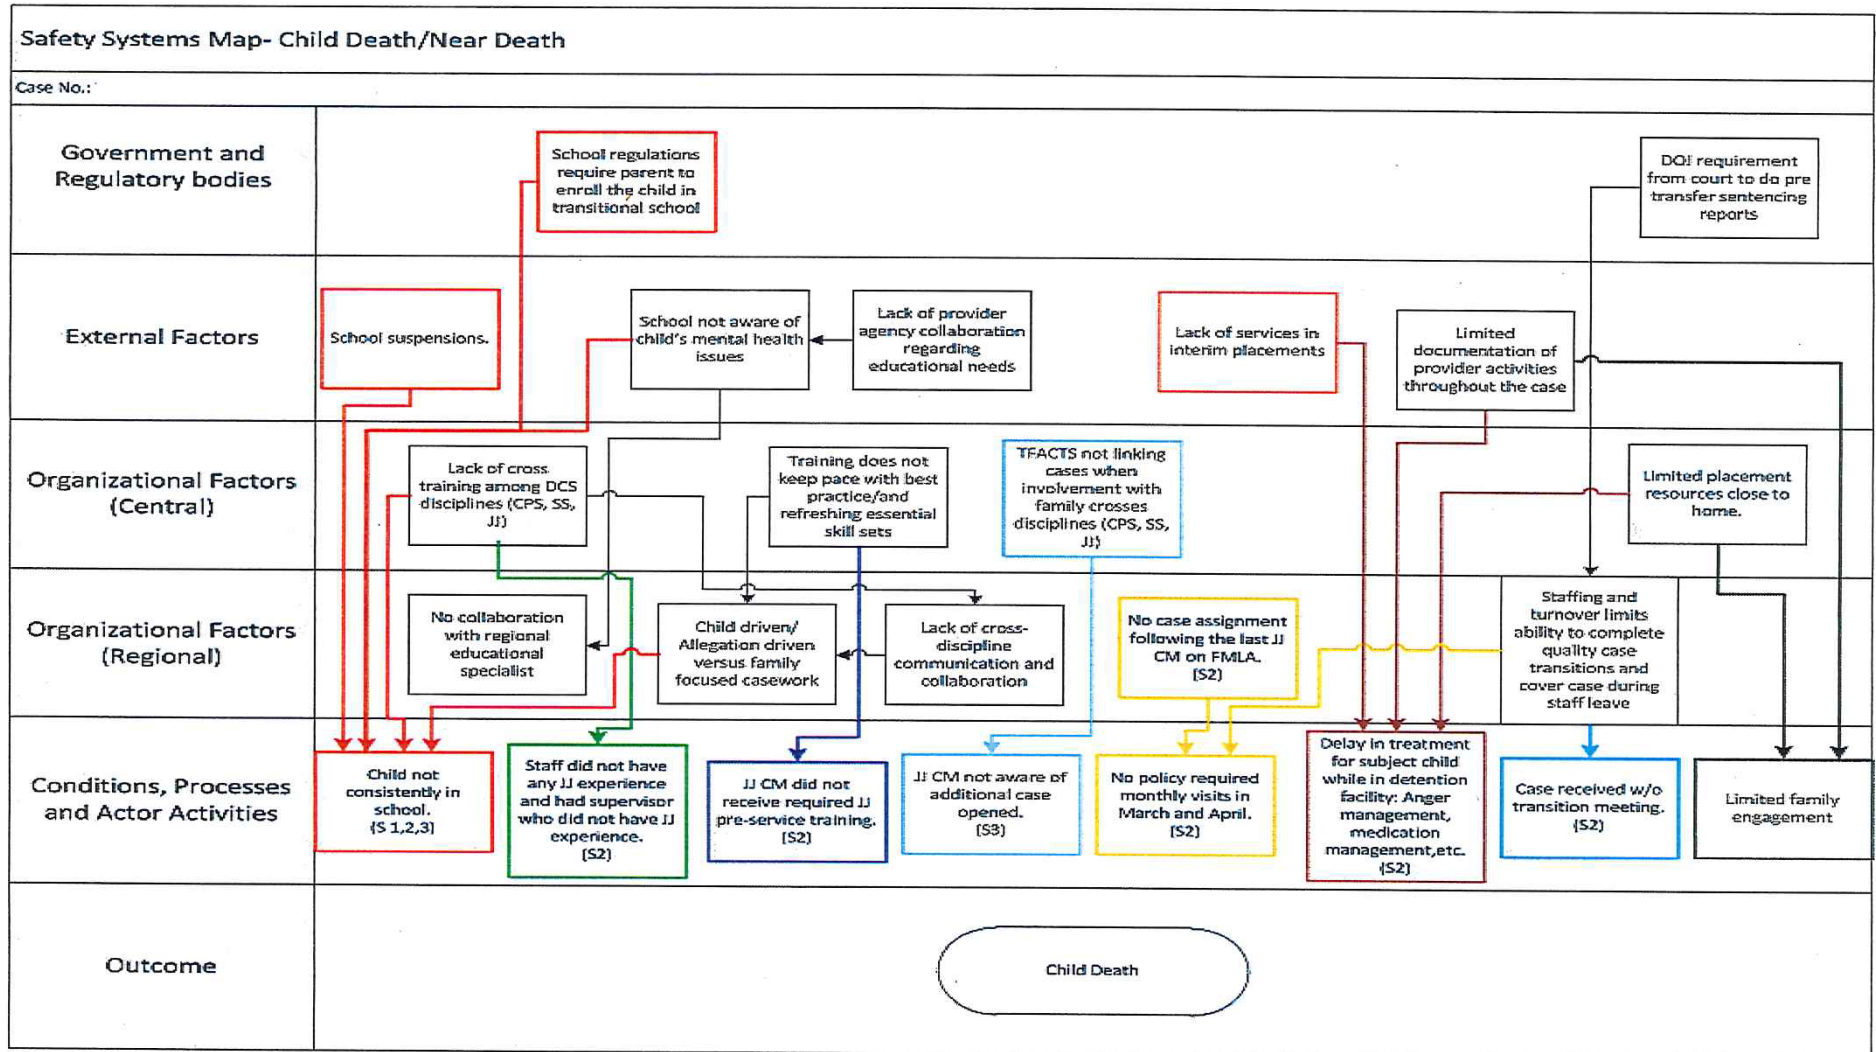 Safety Systems Map- Child Death/Near Death
Case No.:
Government and
Regulatory bodies
School regulations
require parent to
enroll the child in
transitional school
DOJ requirement
from court to do pre
transfer sentencing
reports
External Factors
School suspensions.
School not aware of
child's mental health
issues
Lack of provider
agency collaboration
regarding
educational needs
Lack of services in
interim placements
Limited
documentation of
provider activities
throughout the case
Organizational Factors
(Central)
Lack of cross
training among DCS
disciplines (CPS, SS,
JJ)
Training does not
keep pace with best
practice/and
refreshing essential
skill sets
TFACTS not linking
cases when
involvement with
family crosses
disciplines (CPS, SS,
JJ)
Limited placement
resources close to
home.
Organizational Factors
(Regional)
No collaboration
with regional
educational
specialist
Child driven/
Allegation driven
versus family
focused casework
Lack of cross-
discipline
communication and
collaboration
No case assignment
following the last JJ
CM on FMLA.
(S2)
Staffing and
turnover limits
ability to complete
quality case
transitions and
cover case during
staff leave
Conditions, Processes
and Actor Activities
Child not
consistently in
school.
(S 1,2,3)
Staff did not have
any JJ experience
and had supervisor
who did not have JJ
experience.
(S2)
JJ CM did not
receive required JJ
pre-service training.
(S2)
JJ CM not aware of
additional case
opened.
(S3)
No policy required
monthly visits in
March and April.
(S2)
Delay in treatment
for subject child
while in detention
facility: Anger
management,
medication
management,etc.
(S2)
Case received w/o
transition meeting.
(S2)
Limited family
engagement
Outcome
Child Death